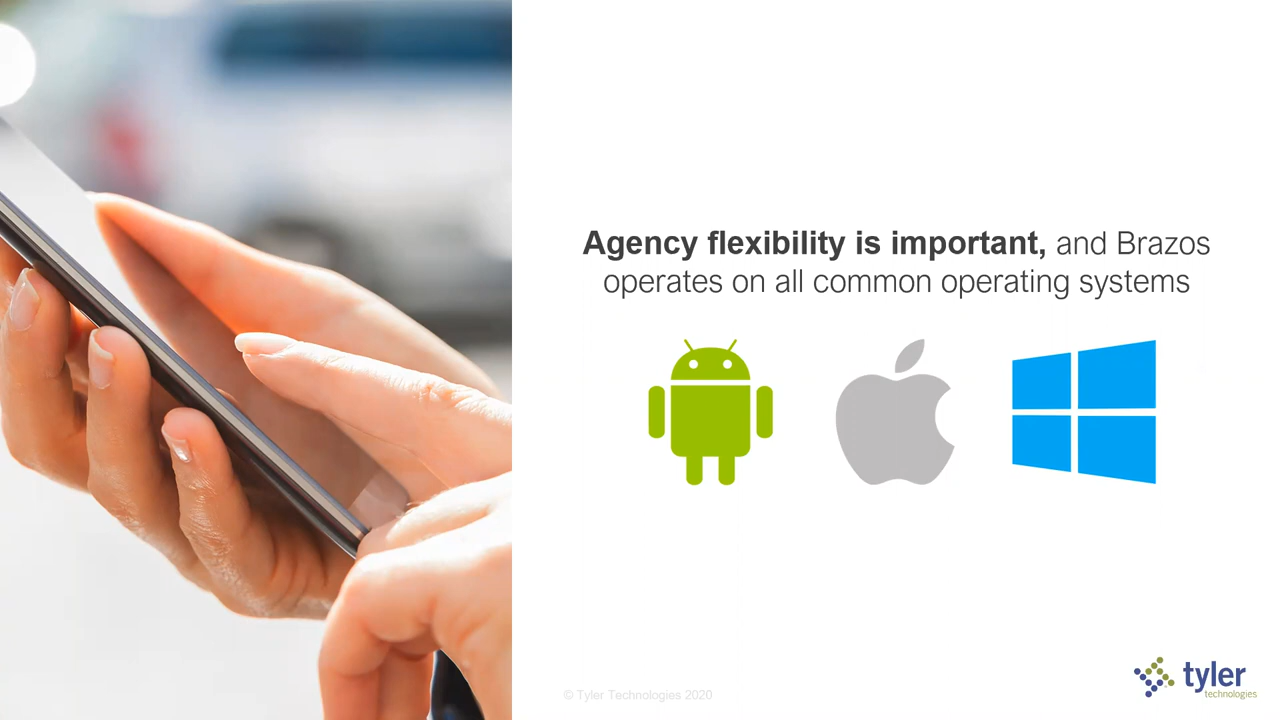 Agency flexibility is important, and Brazos
operates on all common operating systems
© Tyler Technologies 2020
tyler
technologies